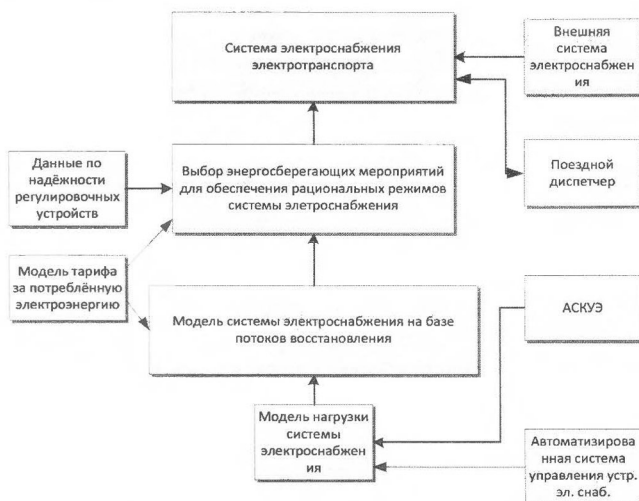 Система электроснабжения
электротранспорта
Внешняя
система
электроснабжен
ия
Данные по
надёжности
регулировочных
устройств
Выбор энергосберегающих мероприятий
для обеспечения рациональных режимов
системы элетроснабжения
Поездной
диспетчер
Модель тарифа
за потреблённую
электроэнергию
Модель системы электроснабжения на базе
потоков восстановления
АСКУЭ
Модель нагрузки
системы
электроснабжен
ия
Автоматизирова
нная система
управления устр.
эл. снаб.